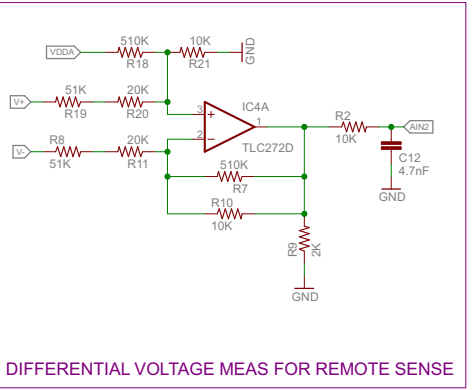 510K
10K
VDDA
R18
R21
GND
51K
20K
IC4A
V+
R19
R20
3
+
1
R2
AIN2
R8
20K
2
−
TLC272D
10K
V-
51K
R11
510K
C12
4.7nF
R7
R10
GND
10K
R9
2K
GND
DIFFERENTIAL VOLTAGE MEAS FOR REMOTE SENSE